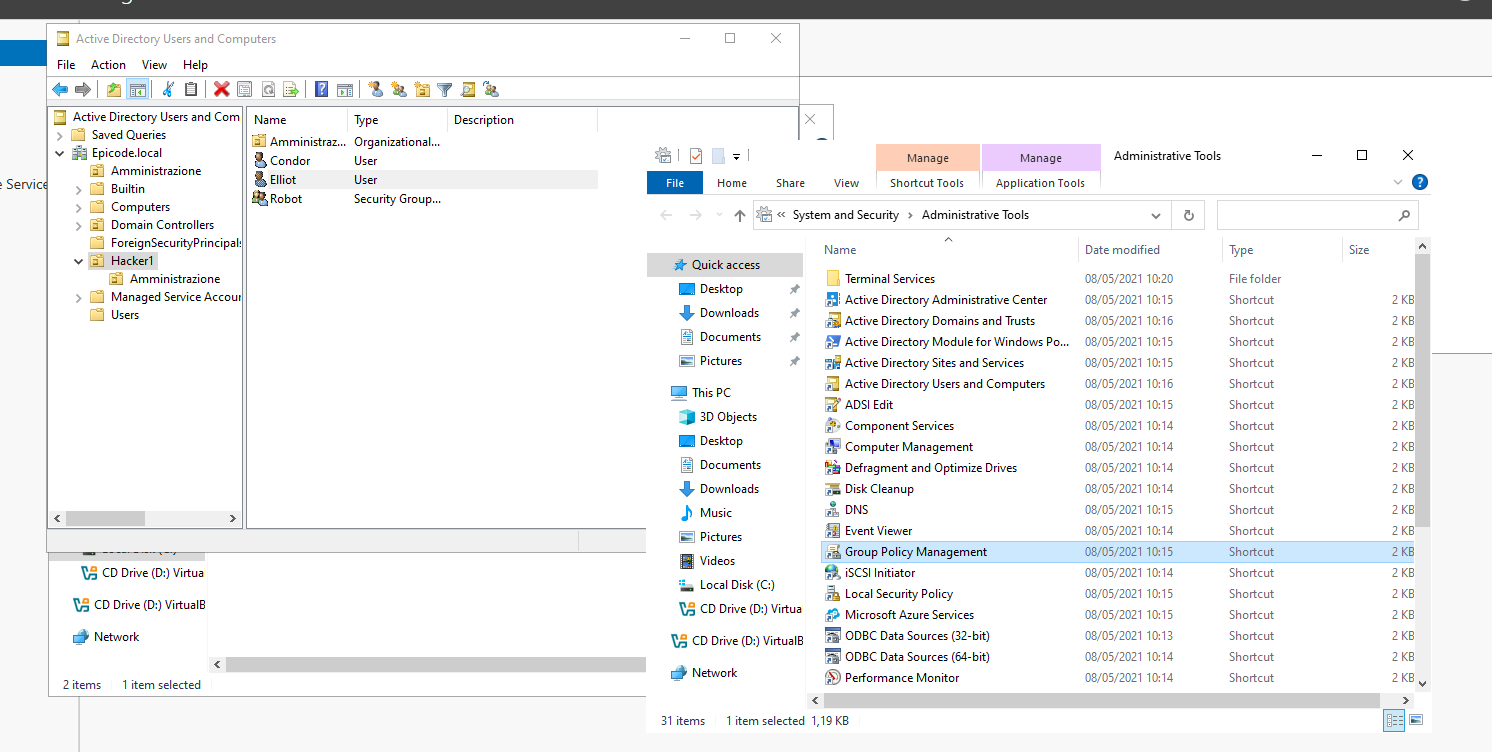 Active Directory Users and Computers
File Action View Help
Active Directory Users and Com
Saved Queries
Epicode.local
Amministrazione
Builtin
Computers
Domain Controllers
ForeignSecurityPrincipals
Hacker1
Amministrazione
Managed Service Accour
Users
Name Type Description
Amministraz... Organizational...
Condor User
Elliot User
Robot Security Group...
e Service
CD Drive (D:) Virtua
CD Drive (D:) VirtualB
Network
2 items 1 item selected
Manage Manage Administrative Tools
File Home Share View Shortcut Tools Application Tools
« System and Security › Administrative Tools
Quick access
Desktop
Downloads
Documents
Pictures
This PC
3D Objects
Desktop
Documents
Downloads
Music
Pictures
Videos
Local Disk (C:)
CD Drive (D:) Virtua
CD Drive (D:) VirtualB
Network
Name Date modified Type Size
Terminal Services 08/05/2021 10:20 File folder
Active Directory Administrative Center 08/05/2021 10:15 Shortcut 2 KB
Active Directory Domains and Trusts 08/05/2021 10:16 Shortcut 2 KB
Active Directory Module for Windows Po... 08/05/2021 10:15 Shortcut 2 KB
Active Directory Sites and Services 08/05/2021 10:15 Shortcut 2 KB
Active Directory Users and Computers 08/05/2021 10:16 Shortcut 2 KB
ADSI Edit 08/05/2021 10:15 Shortcut 2 KB
Component Services 08/05/2021 10:14 Shortcut 2 KB
Computer Management 08/05/2021 10:14 Shortcut 2 KB
Defragment and Optimize Drives 08/05/2021 10:14 Shortcut 2 KB
Disk Cleanup 08/05/2021 10:14 Shortcut 2 KB
DNS 08/05/2021 10:15 Shortcut 2 KB
Event Viewer 08/05/2021 10:14 Shortcut 2 KB
Group Policy Management 08/05/2021 10:15 Shortcut 2 KB
iSCSI Initiator 08/05/2021 10:14 Shortcut 2 KB
Local Security Policy 08/05/2021 10:15 Shortcut 2 KB
Microsoft Azure Services 08/05/2021 10:15 Shortcut 2 KB
ODBC Data Sources (32-bit) 08/05/2021 10:13 Shortcut 2 KB
ODBC Data Sources (64-bit) 08/05/2021 10:14 Shortcut 2 KB
Performance Monitor 08/05/2021 10:14 Shortcut 2 KB
31 items 1 item selected 1,19 KB